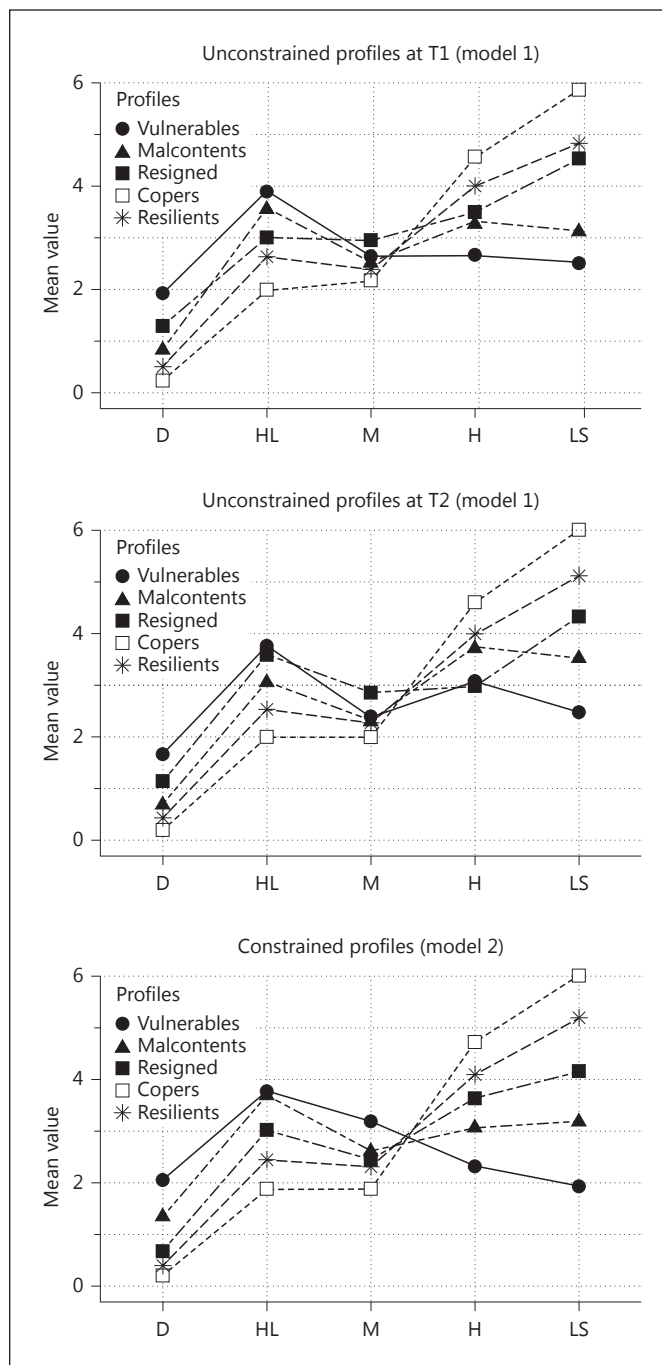 Unconstrained profiles at T1 (model 1)
6
4
2
0
Mean value
Profiles
Vulnerables
Malcontents
Resigned
Copers
Resilients
D HL M H LS
Unconstrained profiles at T2 (model 1)
6
4
2
0
Mean value
Profiles
Vulnerables
Malcontents
Resigned
Copers
Resilients
D HL M H LS
Constrained profiles (model 2)
6
4
2
0
Mean value
Profiles
Vulnerables
Malcontents
Resigned
Copers
Resilients
D HL M H LS